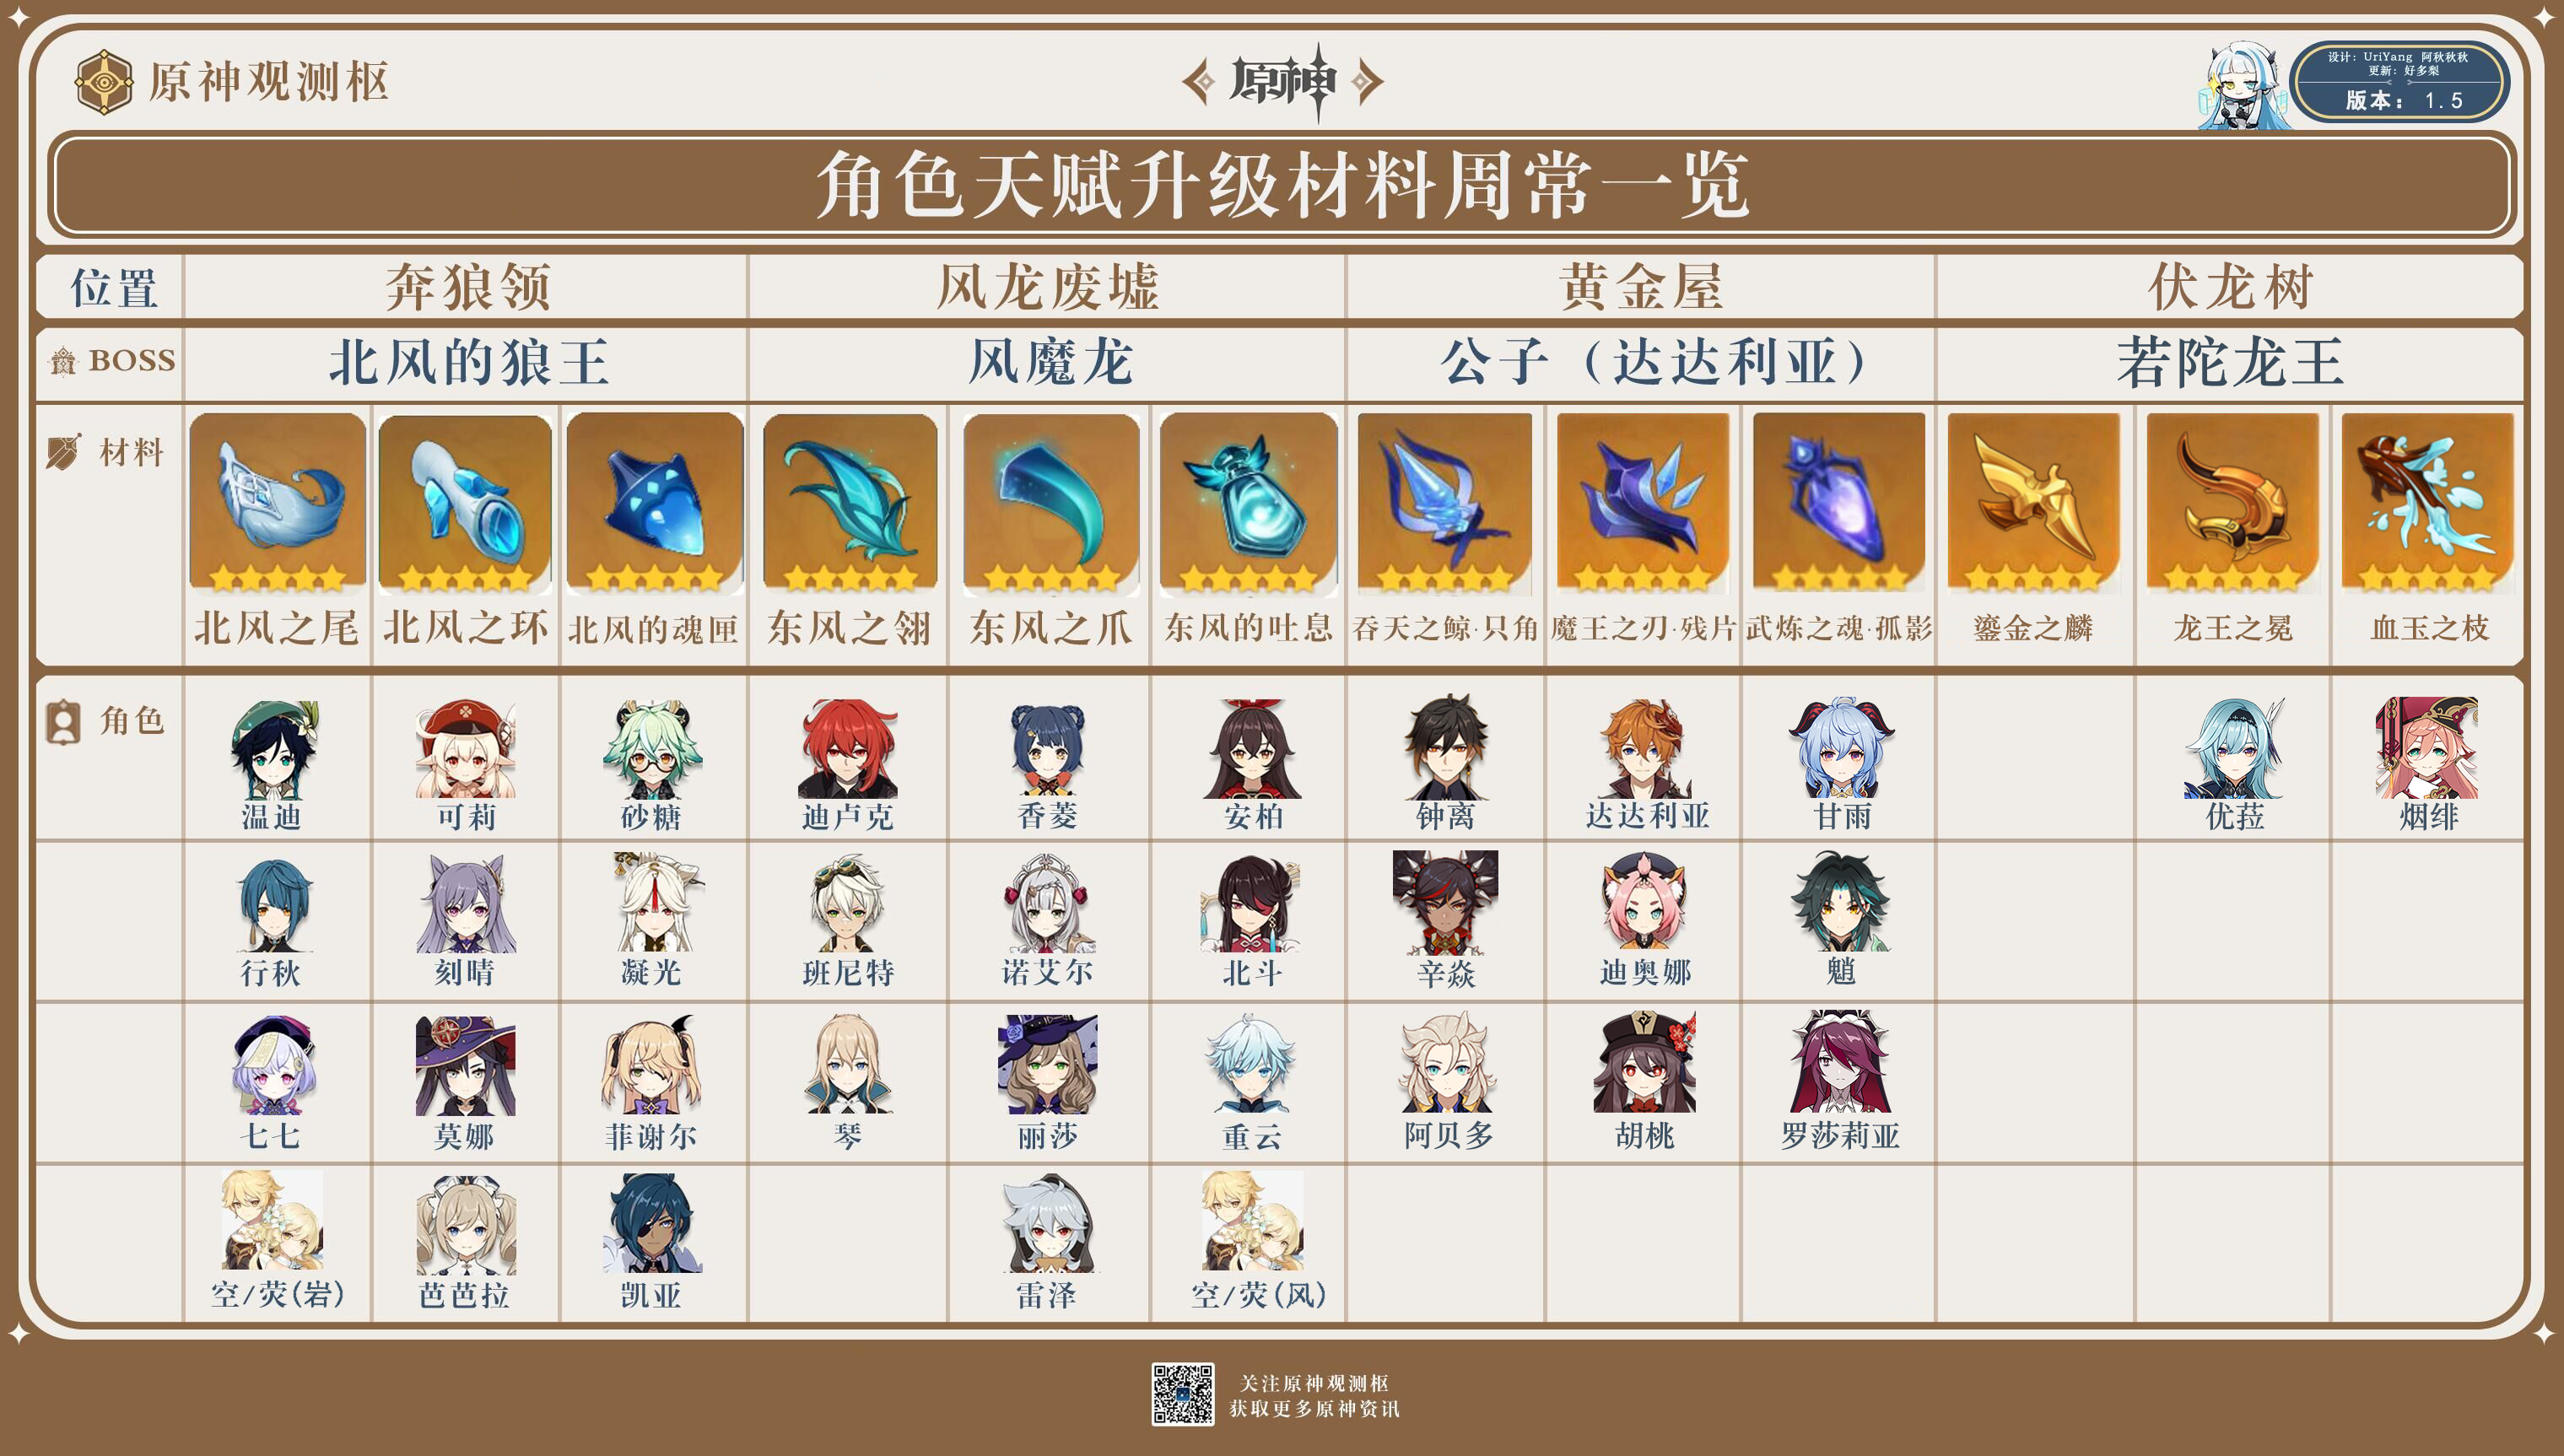 原神观测枢
原神
设计：UriYang 阿秋秋秋
更新：好多梨
版本： 1.5
角色天赋升级材料周常一览
位置 奔狼领 风龙废墟 黄金屋 伏龙树
BOSS 北风的狼王 风魔龙 公子（达达利亚） 若陀龙王
材料
北风之尾 北风之环 北风的魂匣 东风之翎 东风之爪 东风的吐息 吞天之鲸·只角 魔王之刃·残片 武炼之魂·孤影 鎏金之鳞 龙王之冕 血玉之枝
角色
温迪 可莉 砂糖 迪卢克 香菱 安柏 钟离 达达利亚 甘雨 优菈 烟绯
行秋 刻晴 凝光 班尼特 诺艾尔 北斗 辛焱 迪奥娜 魈
七七 莫娜 菲谢尔 琴 丽莎 重云 阿贝多 胡桃 罗莎莉亚
空/荧(岩) 芭芭拉 凯亚 雷泽 空/荧(风)
关注原神观测枢
获取更多原神资讯